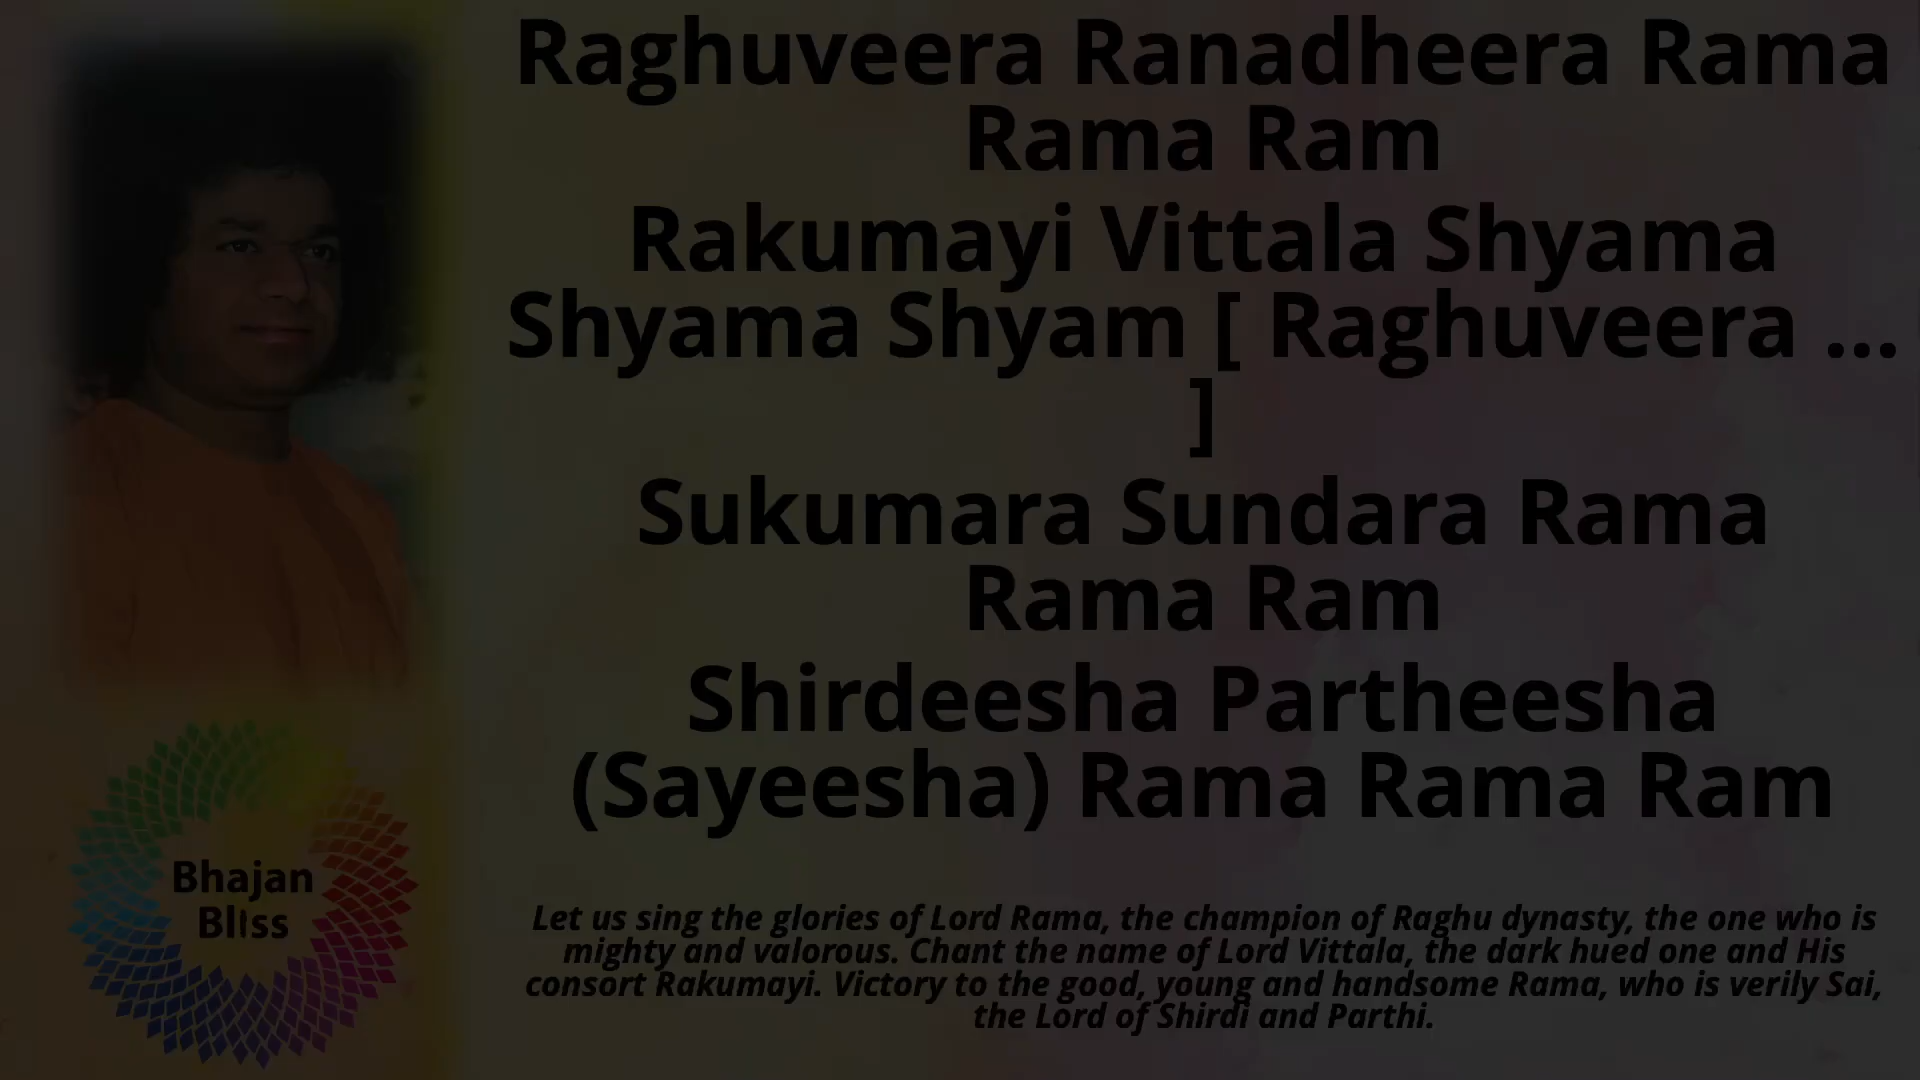 Raghuveera Ranadheera Rama
Rama Ram
Rakumayi Vittala Shyama
Shyama Shyam [ Raghuveera ...
]
Sukumara Sundara Rama
Rama Ram
Shirdeesha Partheesha
(Sayeesha) Rama Rama Ram
Let us sing the glories of Lord Rama, the champion of Raghu dynasty, the one who is
mighty and valorous. Chant the name of Lord Vittala, the dark hued one and His
consort Rakumayi. Victory to the good, young and handsome Rama, who is verily Sai,
the Lord of Shirdi and Parthi.
Bhajan
Bliss